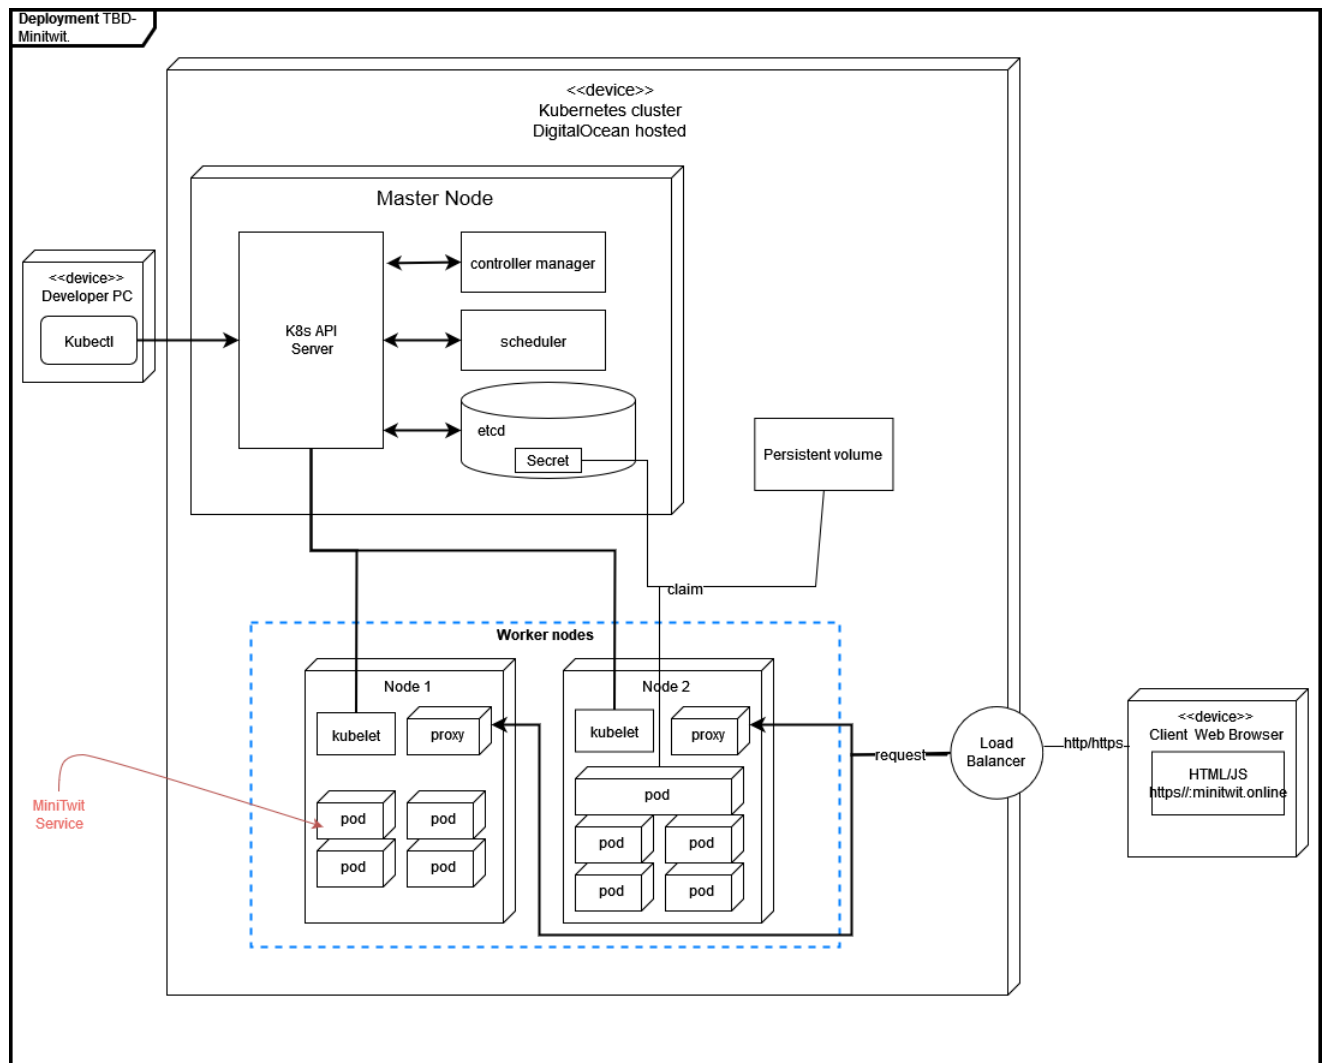 Deployment TBD-
Minitwit.
<<device>>
Kubernetes cluster
DigitalOcean hosted
Master Node
<<device>>
Developer PC
Kubectl
K8s API
Server
controller manager
scheduler
etcd
Secret
Persistent volume
claim
Worker nodes
Node 1
kubelet
proxy
pod
pod
pod
pod
Node 2
kubelet
proxy
pod
pod
pod
pod
pod
MiniTwit
Service
request
Load
Balancer
http/https
<<device>>
Client Web Browser
HTML/JS
https//:minitwit.online